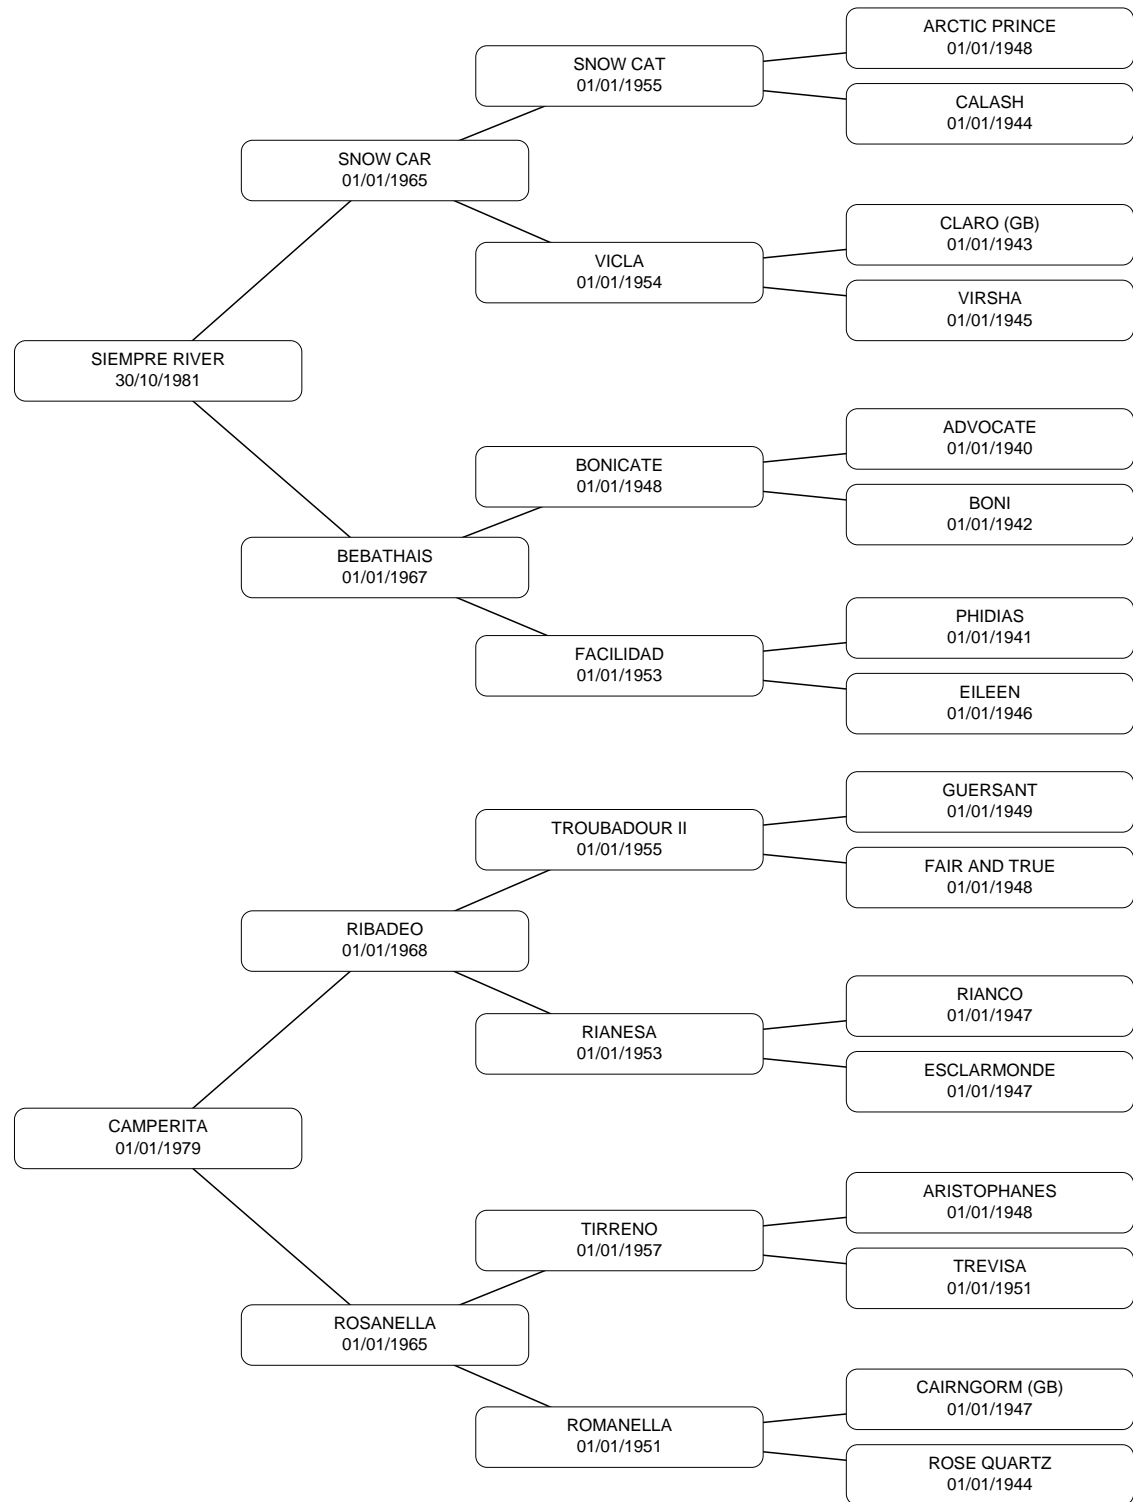 ARCTIC PRINCE
01/01/1948
SNOW CAT
01/01/1955
CALASH
01/01/1944
SNOW CAR
01/01/1965
CLARO (GB)
01/01/1943
VICLA
01/01/1954
VIRSHA
01/01/1945
SIEMPRE RIVER
30/10/1981
ADVOCATE
01/01/1940
BONICATE
01/01/1948
BONI
01/01/1942
BEBATHAIS
01/01/1967
PHIDIAS
01/01/1941
FACILIDAD
01/01/1953
EILEEN
01/01/1946
GUERSANT
01/01/1949
TROUBADOUR II
01/01/1955
FAIR AND TRUE
01/01/1948
RIBADEO
01/01/1968
RIANCO
01/01/1947
RIANESA
01/01/1953
ESCLARMONDE
01/01/1947
CAMPERITA
01/01/1979
ARISTOPHANES
01/01/1948
TIRRENO
01/01/1957
TREVISA
01/01/1951
ROSANELLA
01/01/1965
CAIRNGORM (GB)
01/01/1947
ROMANELLA
01/01/1951
ROSE QUARTZ
01/01/1944